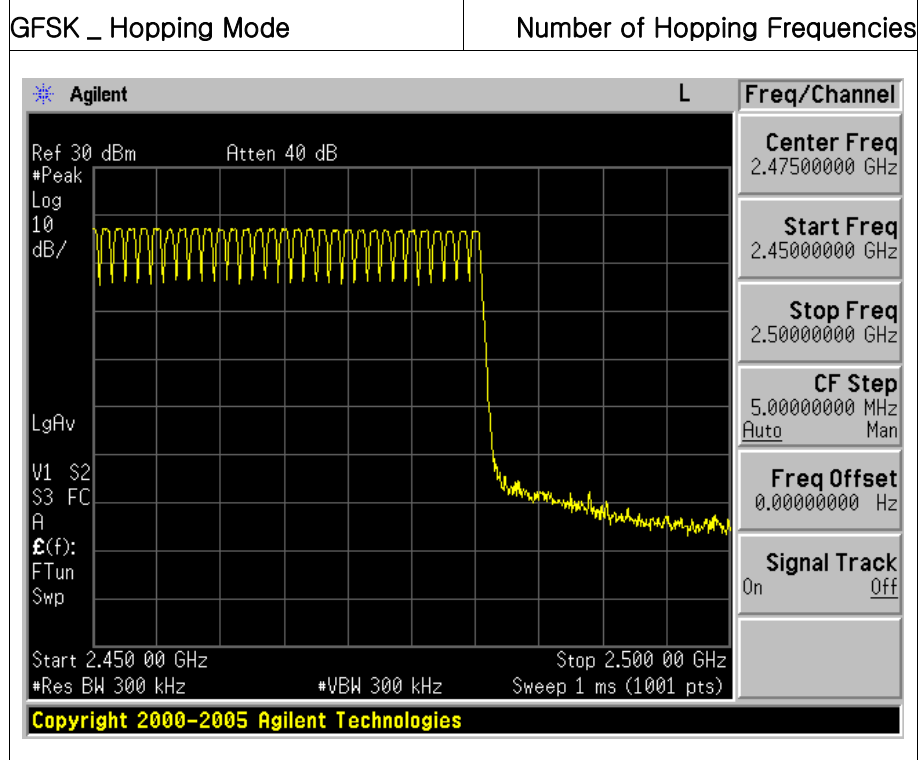 GFSK _ Hopping Mode Number of Hopping Frequencies
Agilent L Freq/Channel
Ref 30 dBm Atten 40 dB
#Peak
Log
10
dB/
LgAv
V1 S2
S3 FC
A
£(f):
FTun
Swp
Start 2.450 00 GHz Stop 2.500 00 GHz
#Res BW 300 kHz #VBW 300 kHz Sweep 1 ms (1001 pts)
Copyright 2000-2005 Agilent Technologies
Center Freq
2.47500000 GHz
Start Freq
2.45000000 GHz
Stop Freq
2.50000000 GHz
CF Step
5.00000000 MHz
Auto Man
Freq Offset
0.00000000 Hz
Signal Track
On Off